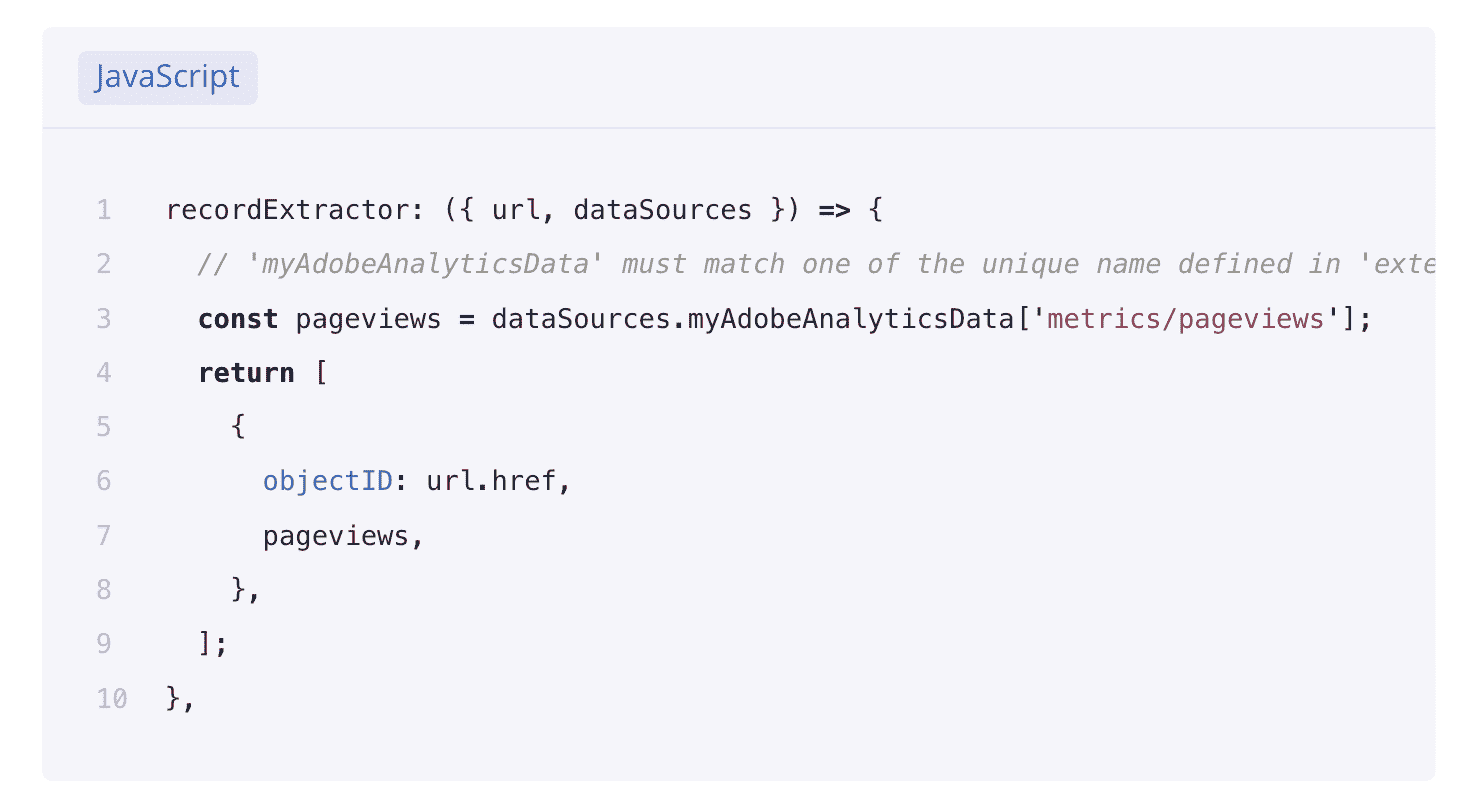 JavaScript
1 recordExtractor: ({ url, dataSources }) => {
2 // 'myAdobeAnalyticsData' must match one of the unique name defined in 'exte
3 const pageviews = dataSources.myAdobeAnalyticsData['metrics/pageviews'];
4 return [
5 {
6 objectID: url.href,
7 pageviews,
8 },
9 ];
10 },